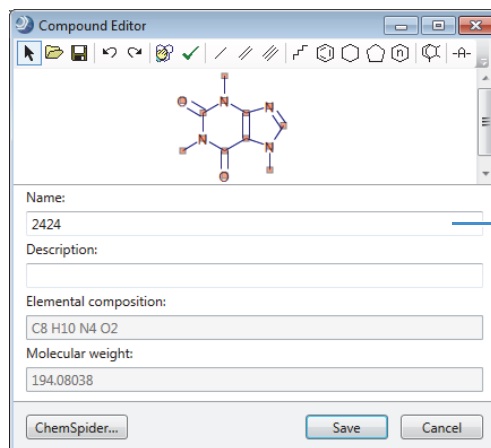 Compound Editor
n -A-
O N N
N N
O
Name:
2424
Description:
Elemental composition:
C8 H10 N4 O2
Molecular weight:
194.08038
ChemSpider... Save Cancel